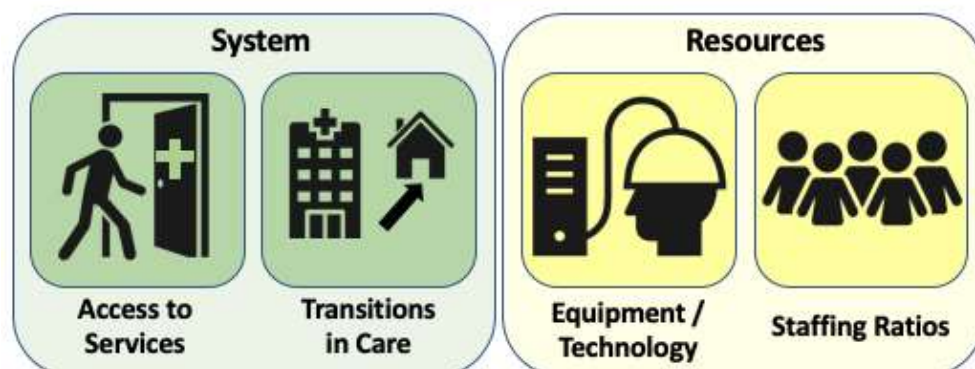 System
Access to
Services
Transitions
in Care
Resources
Equipment /
Technology
Staffing Ratios